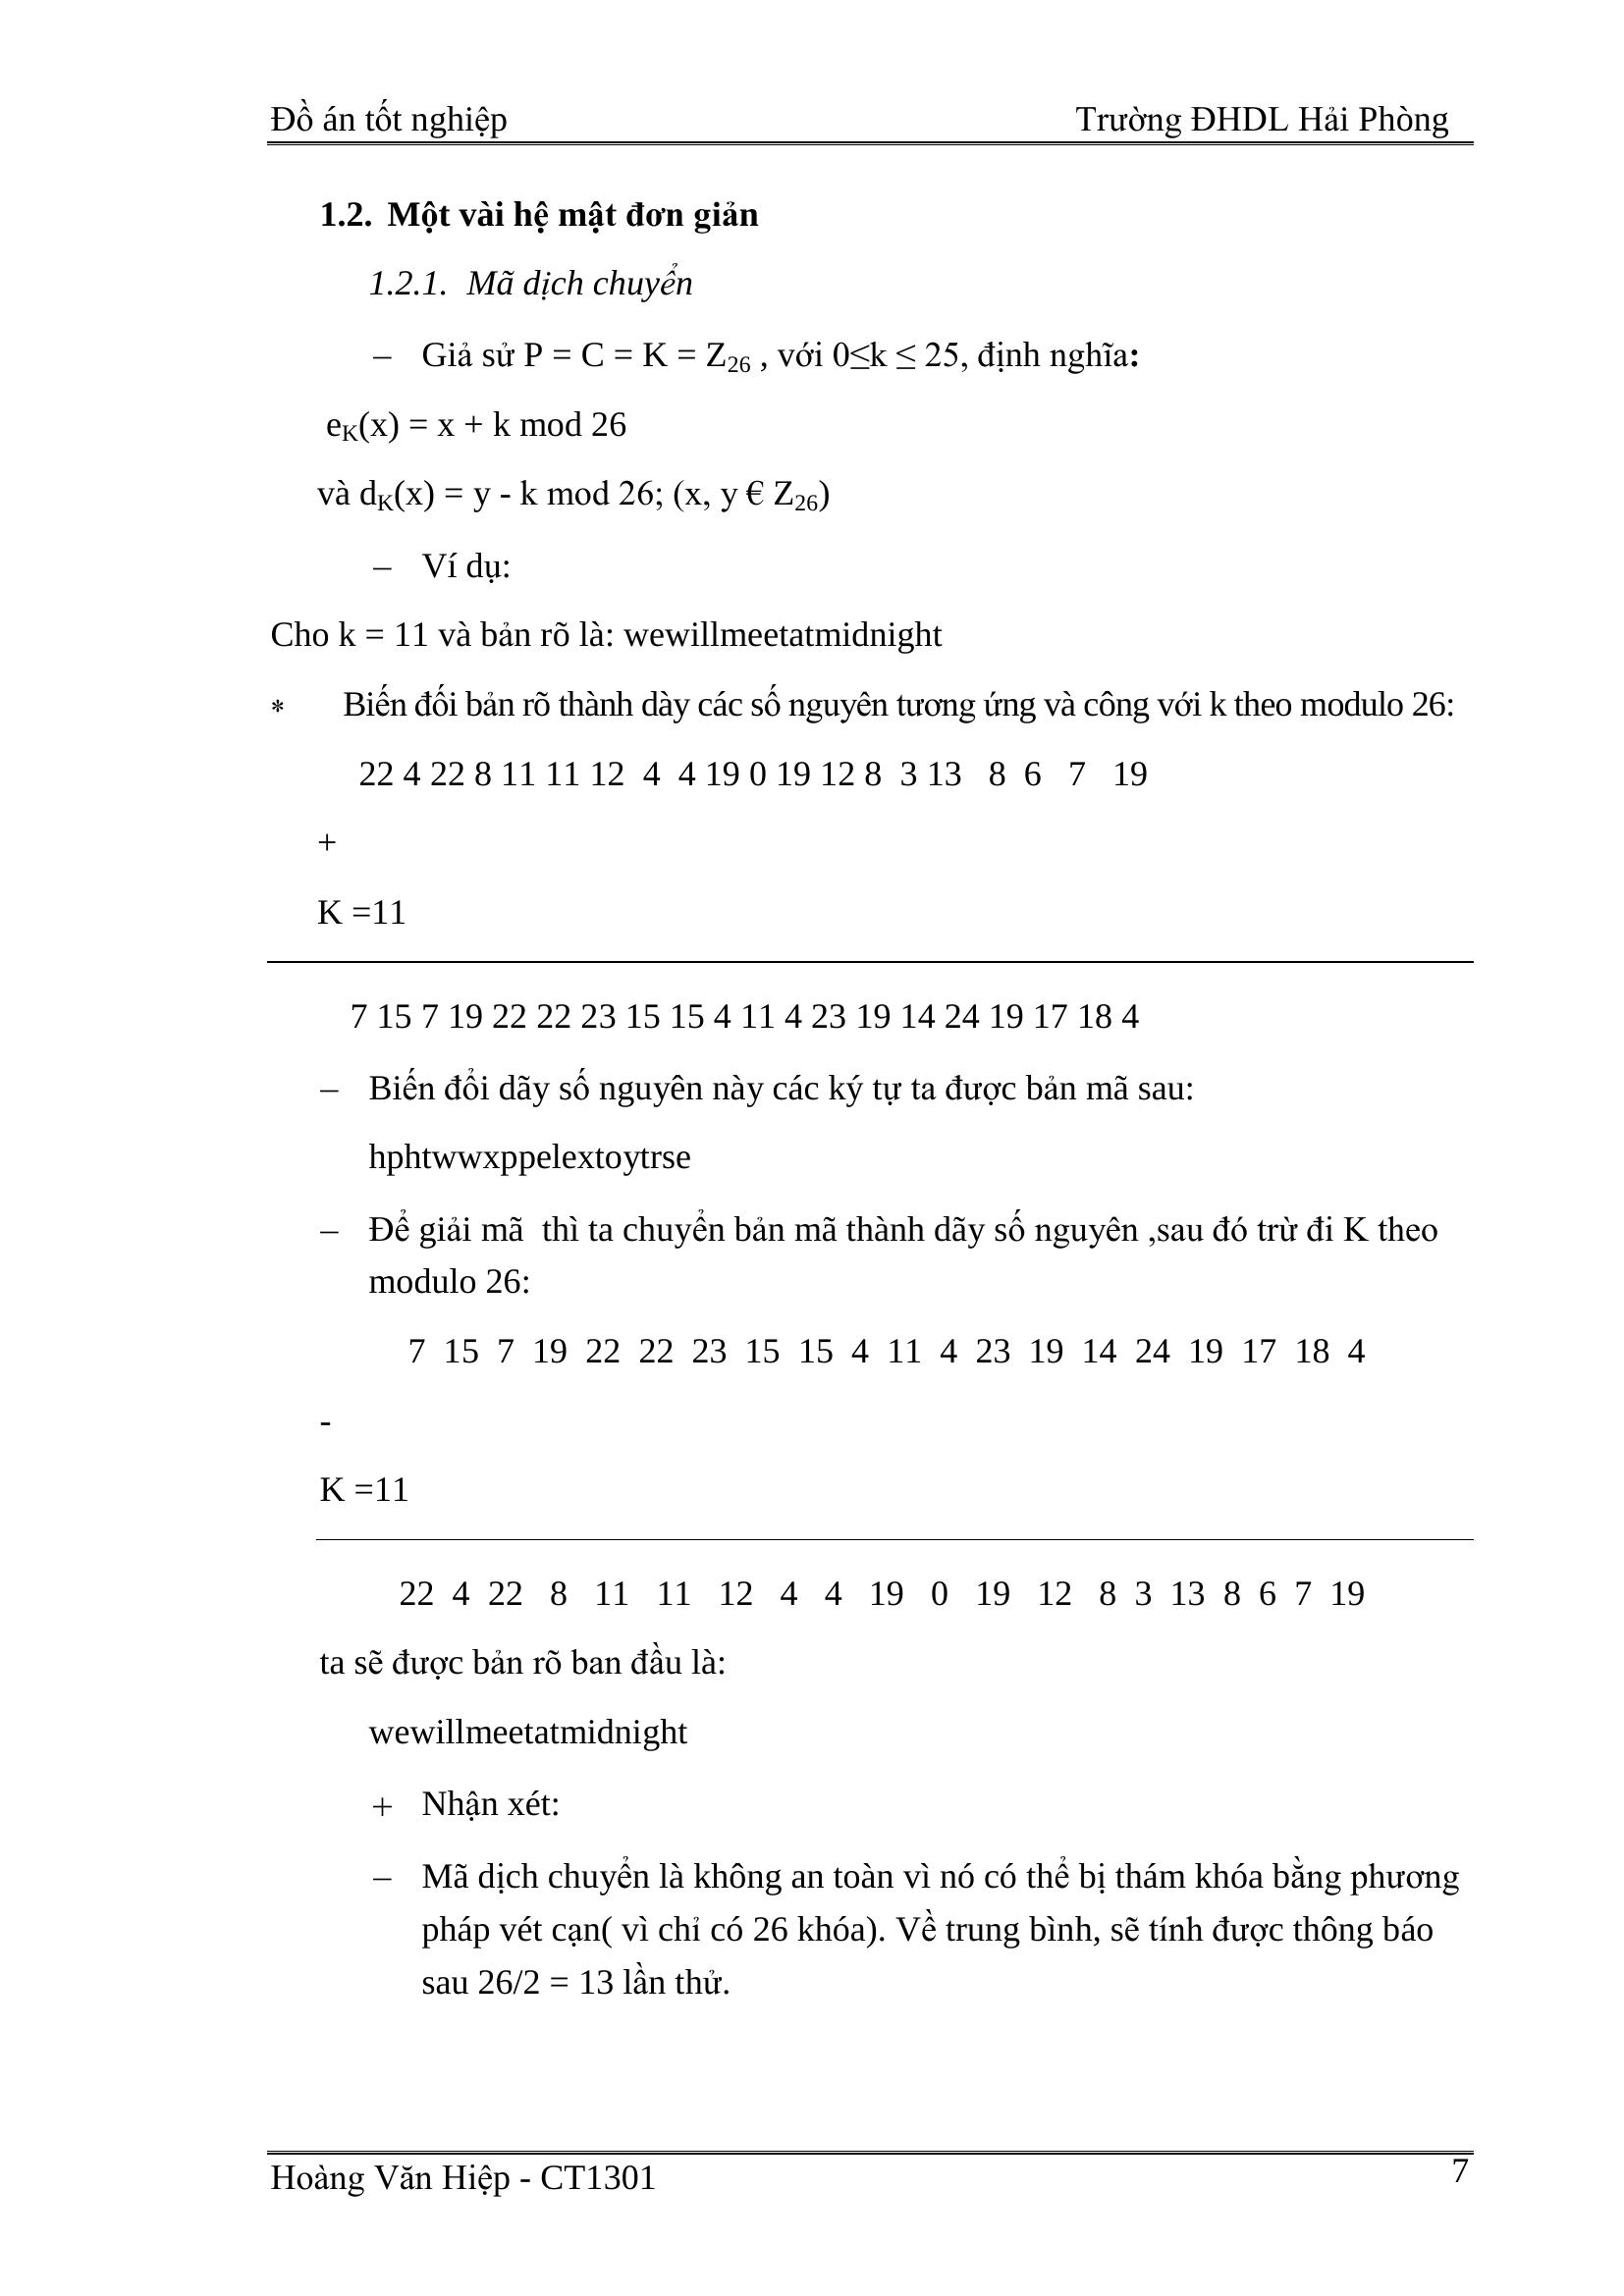 Đồ án tốt nghiệp Trường ĐHDL Hải Phòng
1.2. Một vài hệ mật đơn giản
1.2.1. Mã dịch chuyển
– Giả sử P = C = K = Z26 , với 0≤k ≤ 25, định nghĩa:
eK(x) = x + k mod 26
và dK(x) = y - k mod 26; (x, y € Z26)
– Ví dụ:
Cho k = 11 và bản rõ là: wewillmeetatmidnight
* Biến đối bản rõ thành dày các số nguyên tương ứng và công với k theo modulo 26:
22 4 22 8 11 11 12 4 4 19 0 19 12 8 3 13 8 6 7 19
+
K =11
7 15 7 19 22 22 23 15 15 4 11 4 23 19 14 24 19 17 18 4
– Biến đổi dãy số nguyên này các ký tự ta được bản mã sau:
hphtwwxppelextoytrse
– Để giải mã thì ta chuyển bản mã thành dãy số nguyên ,sau đó trừ đi K theo
modulo 26:
7 15 7 19 22 22 23 15 15 4 11 4 23 19 14 24 19 17 18 4
-
K =11
22 4 22 8 11 11 12 4 4 19 0 19 12 8 3 13 8 6 7 19
ta sẽ được bản rõ ban đầu là:
wewillmeetatmidnight
+ Nhận xét:
– Mã dịch chuyển là không an toàn vì nó có thể bị thám khóa bằng phương
pháp vét cạn( vì chỉ có 26 khóa). Về trung bình, sẽ tính được thông báo
sau 26/2 = 13 lần thử.
Hoàng Văn Hiệp - CT1301 7